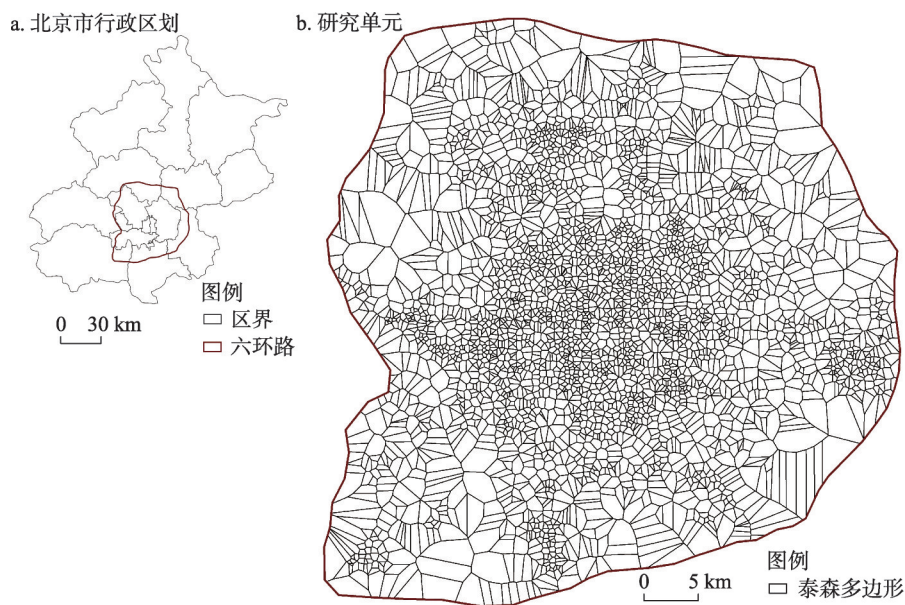 a. 北京市行政区划
图例
区界
六环路
0 30 km
b. 研究单元
图例
泰森多边形
0 5 km